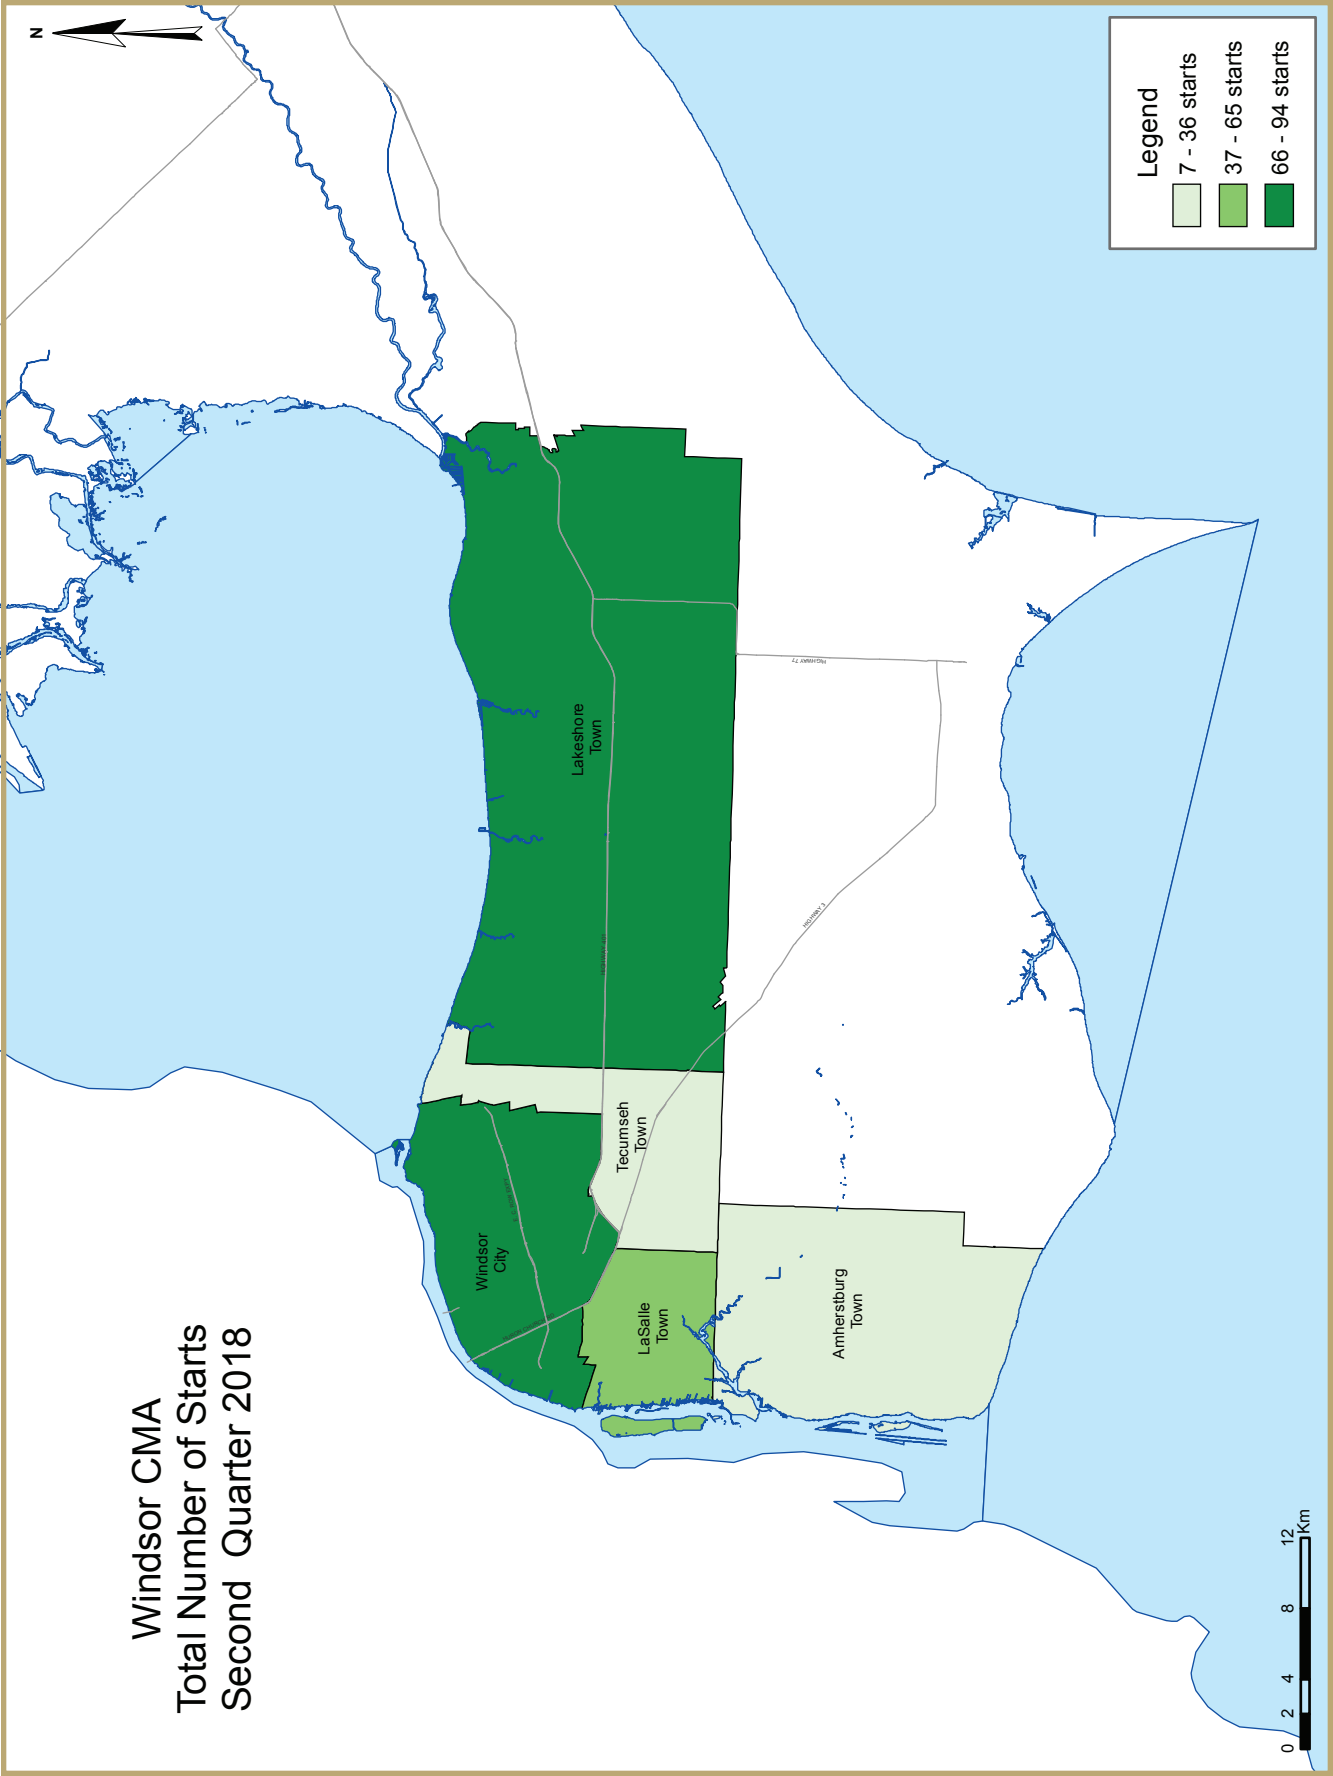 Windsor CMA
Total Number of Starts
Second Quarter 2018
N
Legend
7 - 36 starts
37 - 65 starts
66 - 94 starts
Lakeshore
Town
Windsor
City
Tecumseh
Town
LaSalle
Town
Amherstburg
Town
HIGHWAY 77
HIGHWAY 3
0 2 4 8 12
Km